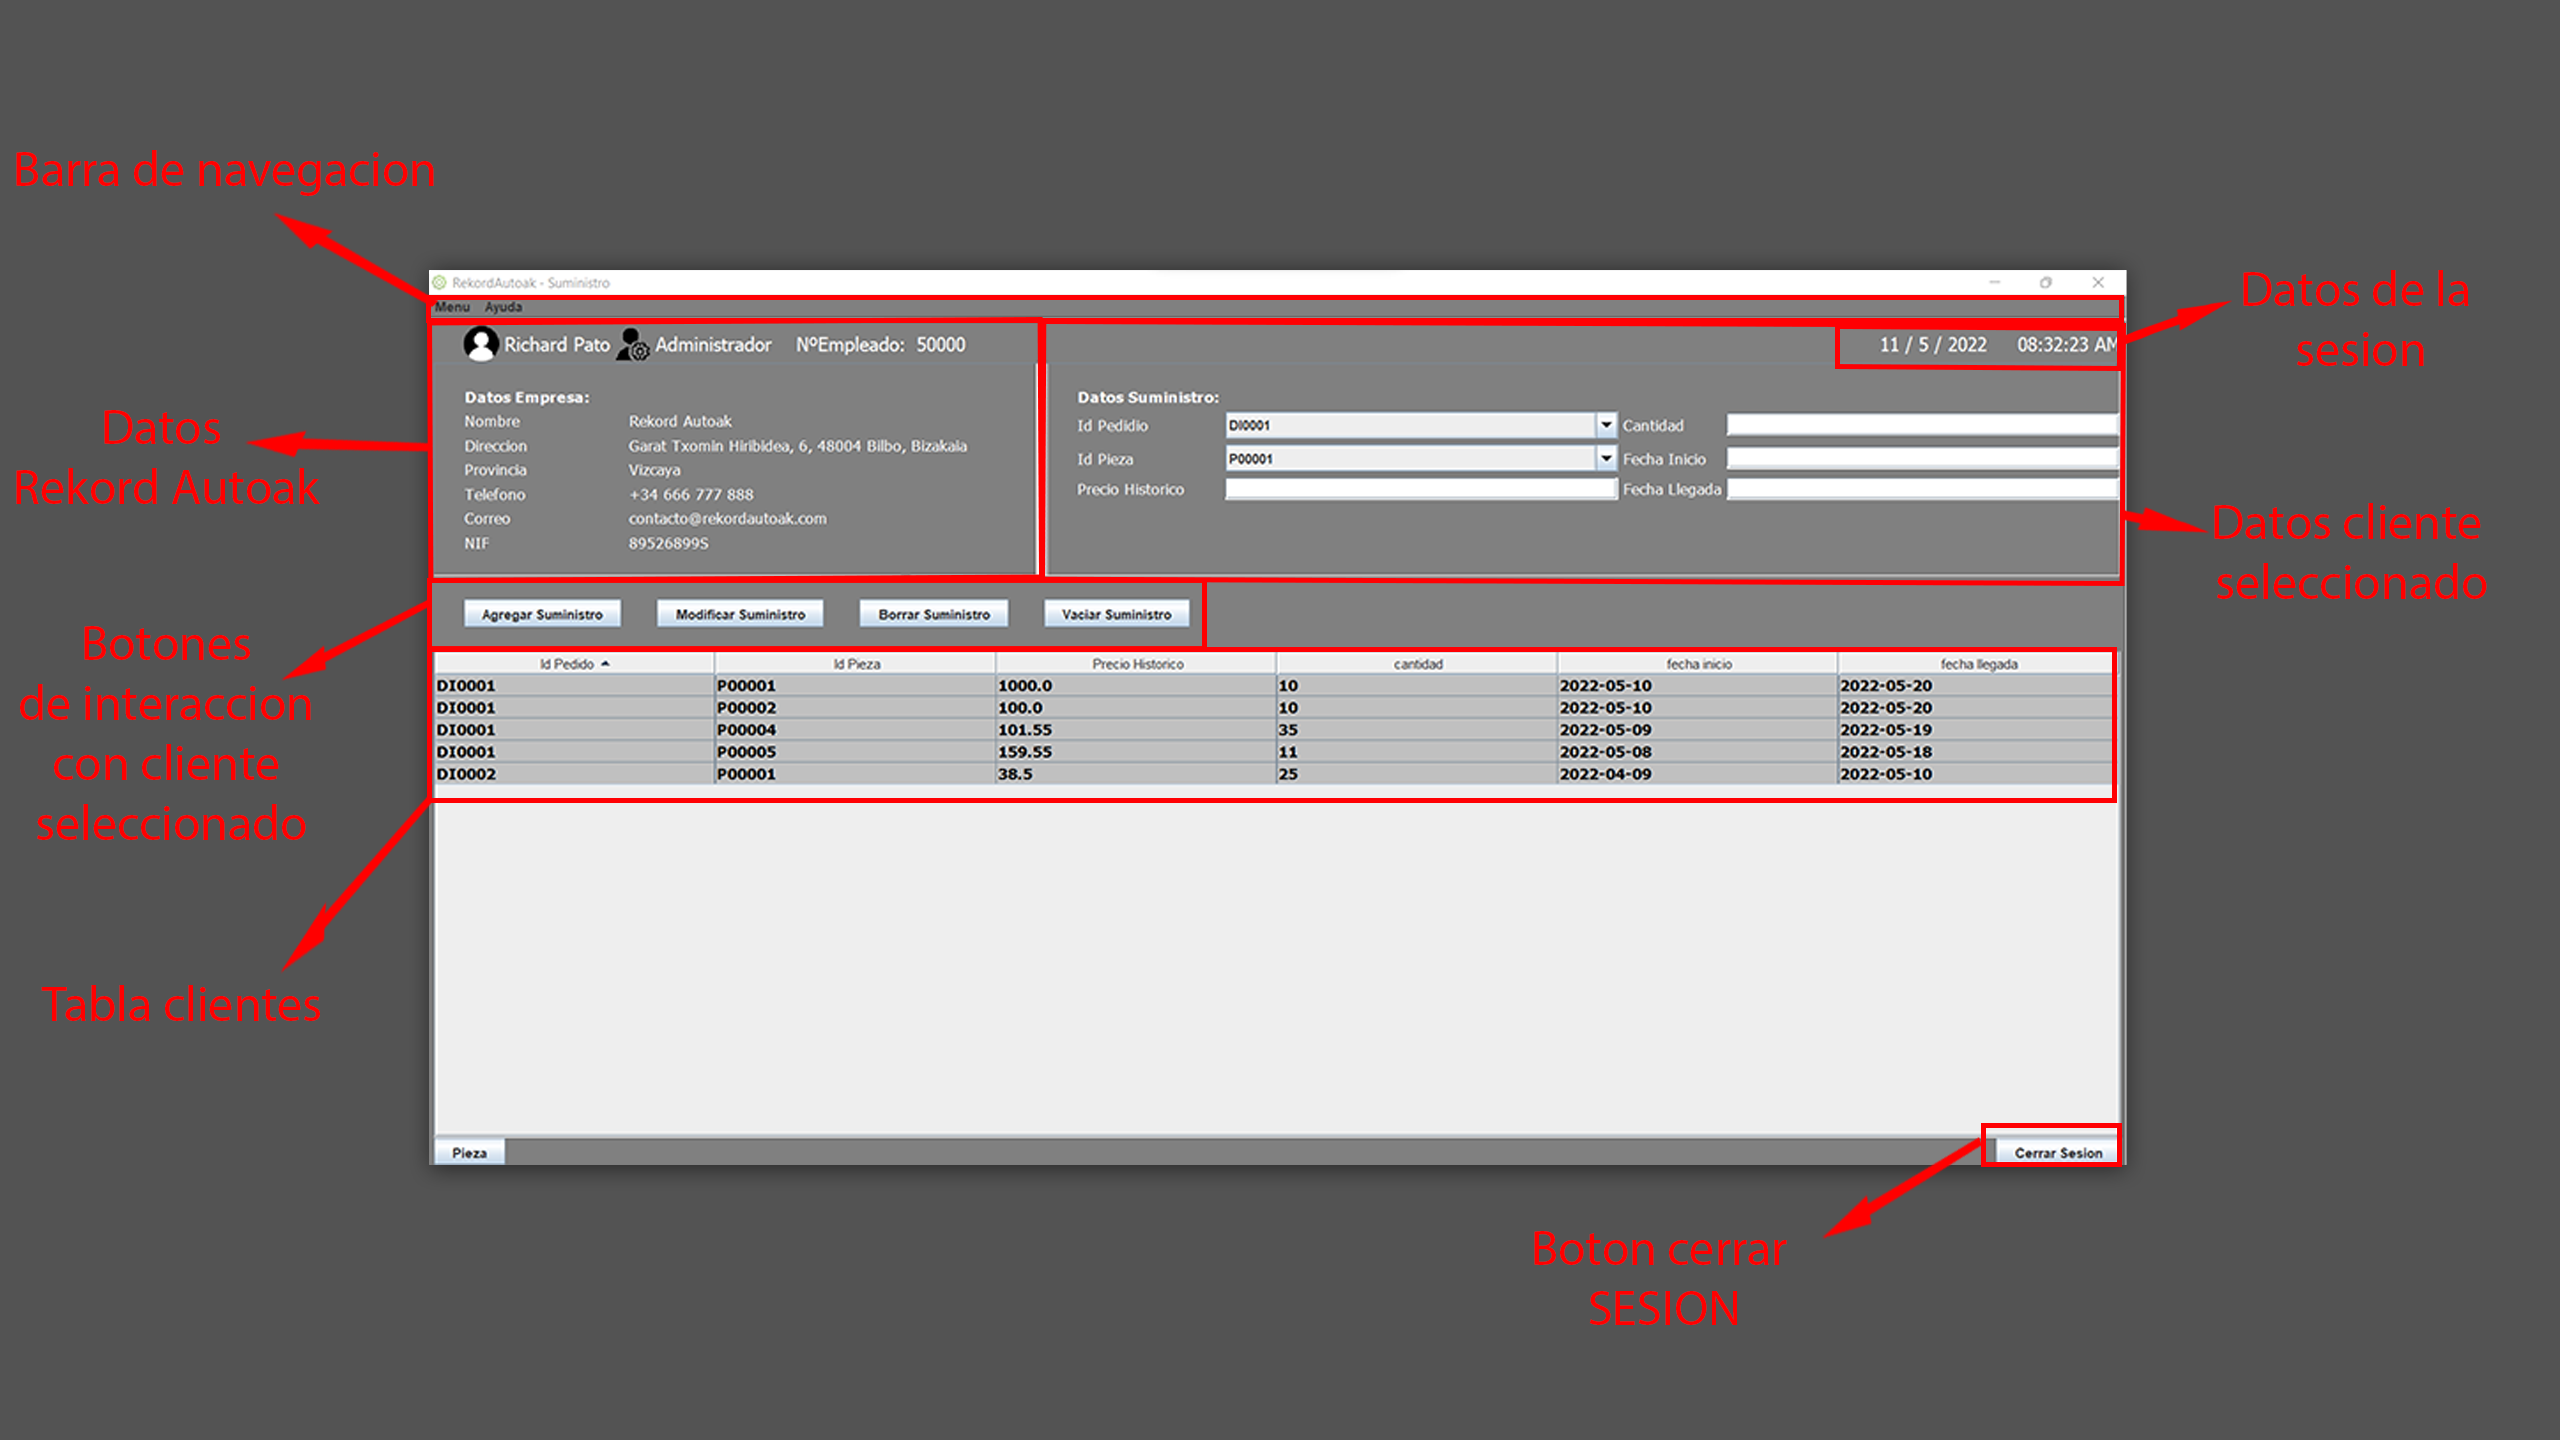 Barra de navegacion
RekordAutoak - Suministro
Menu Ayuda
Richard Pato Administrador NºEmpleado: 50000
11 / 5 / 2022 08:32:23 AM
Datos de la
sesion
Datos
Rekord Autoak
Datos Empresa:
Nombre Rekord Autoak
Direccion Garat Txomin Hiribidea, 6, 48004 Bilbo, Bizakaia
Provincia Vizcaya
Telefono +34 666 777 888
Correo contacto@rekordautoak.com
NIF 89526899S
Datos Suministro:
Id Pedidio DI0001 Cantidad
Id Pieza P00001 Fecha Inicio
Precio Historico Fecha Llegada
Datos cliente
seleccionado
Botones
de interaccion
con cliente
seleccionado
Agregar Suministro Modificar Suministro Borrar Suministro Vaciar Suministro
Id Pedido Id Pieza Precio Historico cantidad fecha inicio fecha llegada
DI0001 P00001 1000.0 10 2022-05-10 2022-05-20
DI0001 P00002 100.0 10 2022-05-10 2022-05-20
DI0001 P00004 101.55 35 2022-05-09 2022-05-19
DI0001 P00005 159.55 11 2022-05-08 2022-05-18
DI0002 P00001 38.5 25 2022-04-09 2022-05-10
Tabla clientes
Pieza Cerrar Sesion
Boton cerrar
SESION